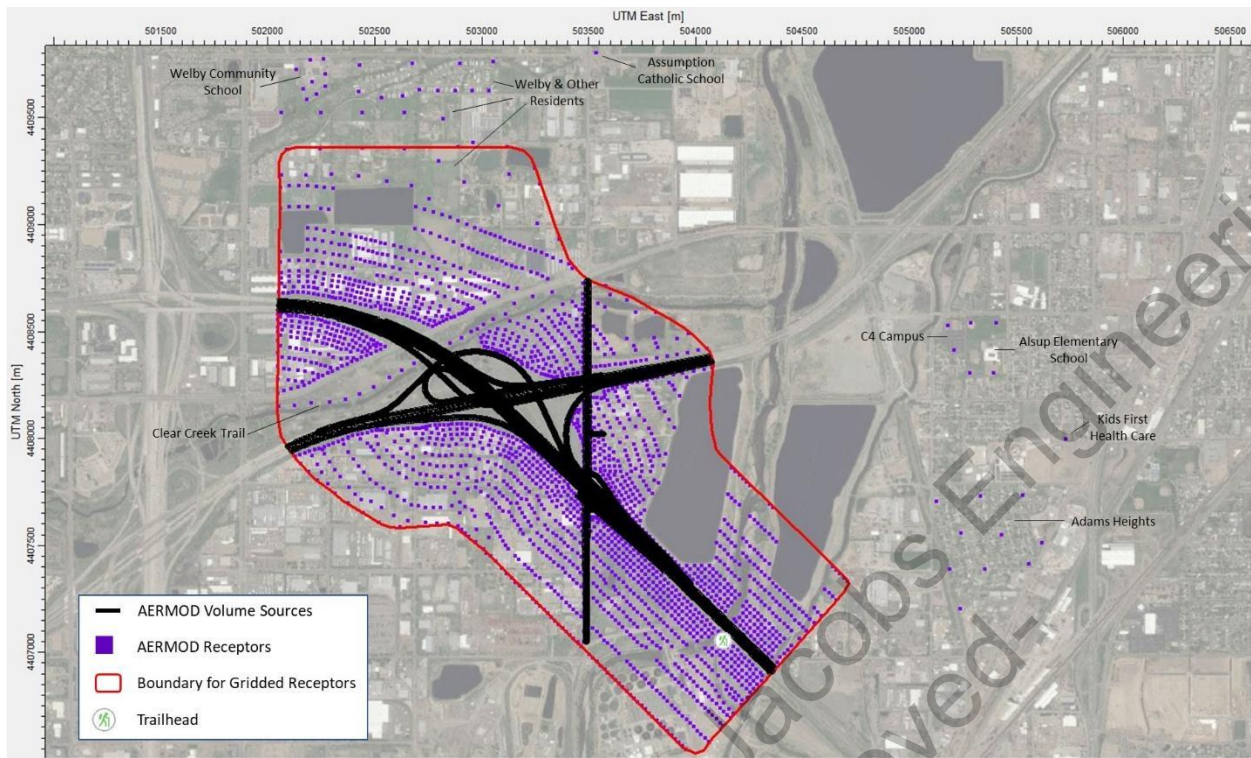 UTM East [m]
501500 502000 502500 503000 503500 504000 504500 505000 505500 506000 506500
UTM North [m]
4409500
4409000
4408500
4408000
4407500
4407000
Welby Community
School
Welby & Other
Residents
Assumption
Catholic School
C4 Campus
Alsup Elementary
School
Clear Creek Trail
Kids First
Health Care
Adams Heights
AERMOD Volume Sources
AERMOD Receptors
Boundary for Gridded Receptors
Trailhead
Jacobs Engineeri
oved-